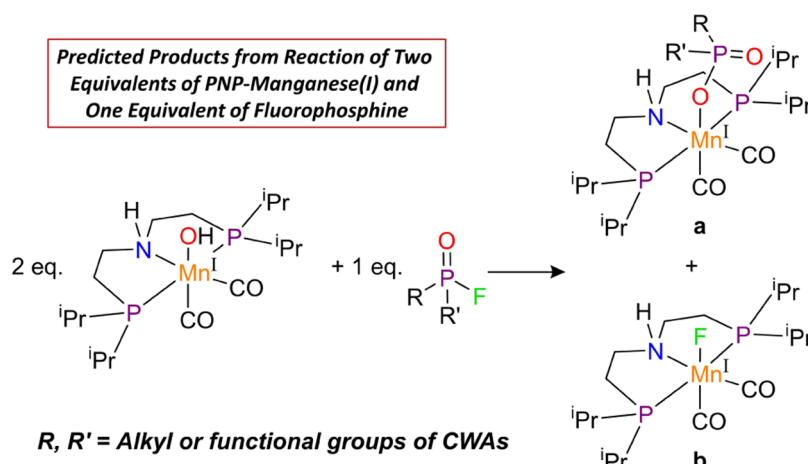 Predicted Products from Reaction of Two
Equivalents of PNP-Manganese(I) and
One Equivalent of Fluorophosphine
R
R' P O
H O P iPr
N iPr
Mn I
P CO
iPr CO
iPr
a
H
OH P iPr
N iPr
Mn I
P CO
iPr CO
iPr
2 eq.
+ 1 eq.
O
P
R F
R'
+
H
F P iPr
N iPr
Mn I
P CO
iPr CO
iPr
b
R, R' = Alkyl or functional groups of CWAs